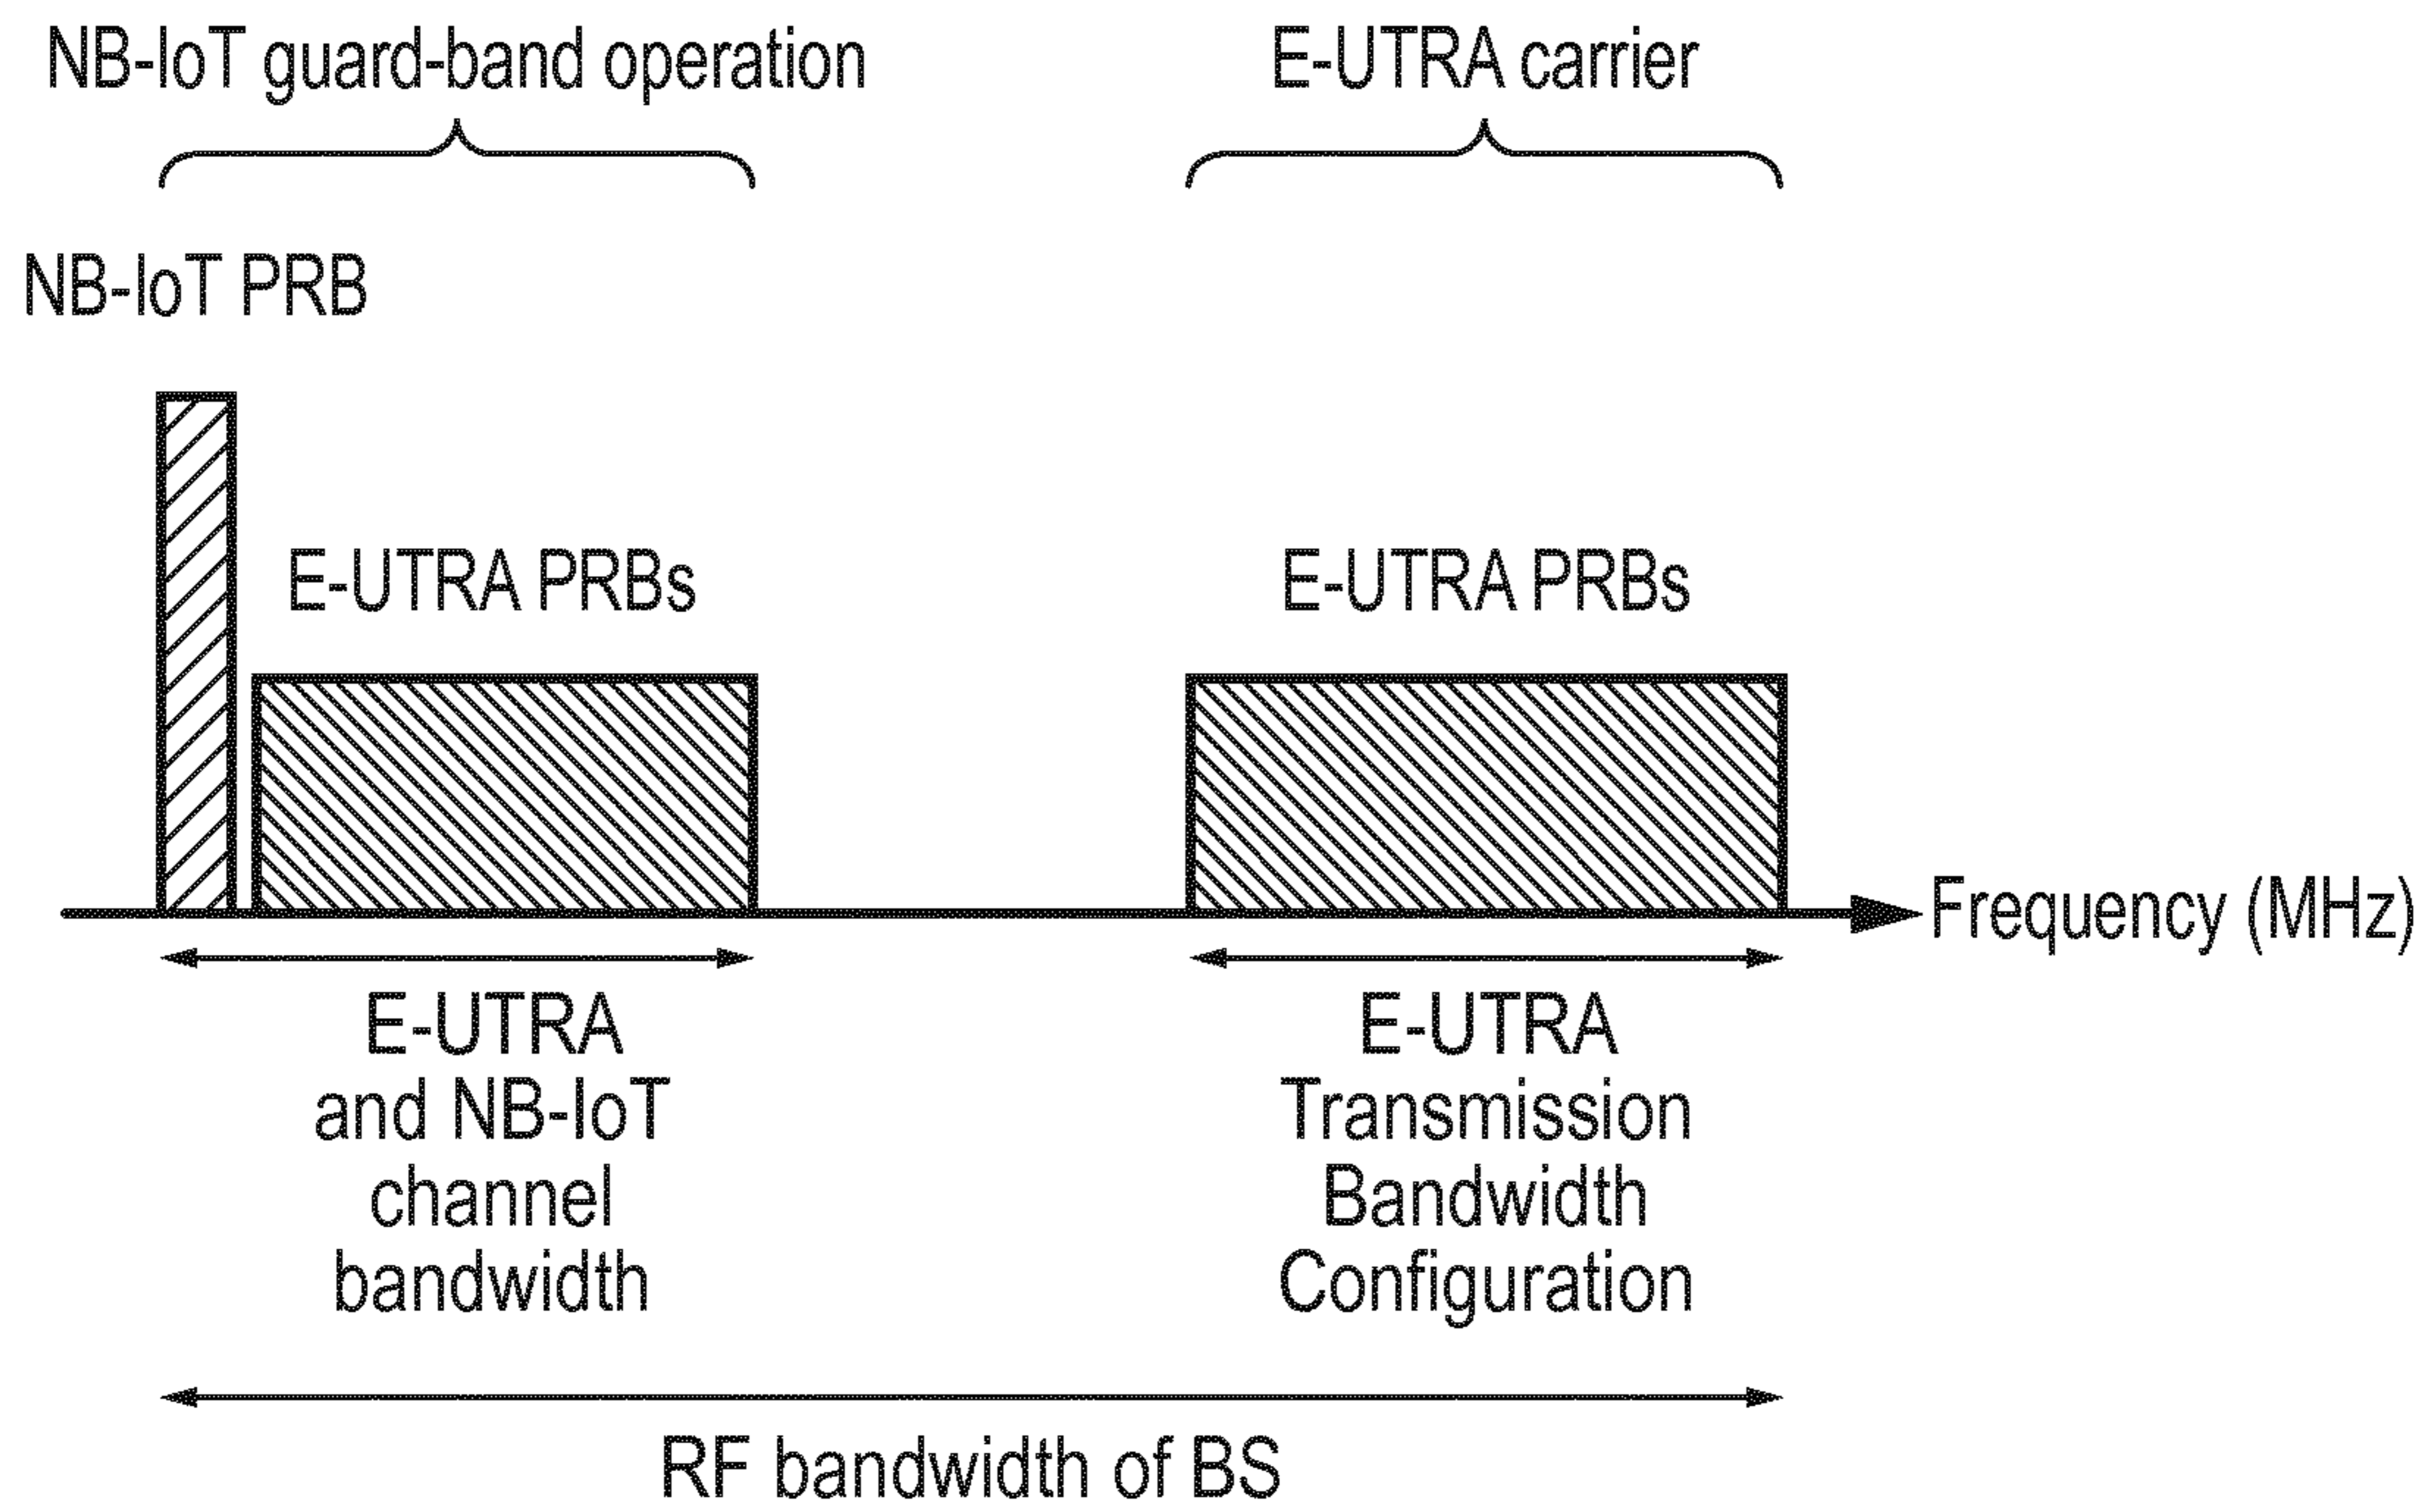 NB-IoT guard-band operation
E-UTRA carrier
NB-IoT PRB
E-UTRA PRBs
E-UTRA PRBs
Frequency (MHz)
E-UTRA
and NB-IoT
channel
bandwidth
E-UTRA
Transmission
Bandwidth
Configuration
RF bandwidth of BS